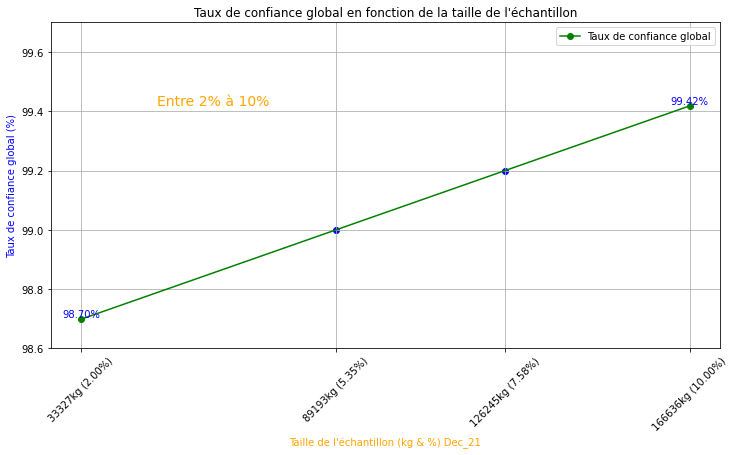 Taux de confiance global en fonction de la taille de l'échantillon
Taux de confiance global
Entre 2% à 10%
Taux de confiance global (%)
99.6
99.4
99.2
99.0
98.8
98.6
98.70%
99.42%
33327kg (2.00%)
89193kg (5.35%)
126245kg (7.58%)
166636kg (10.00%)
Taille de l'échantillon (kg & %) Dec_21